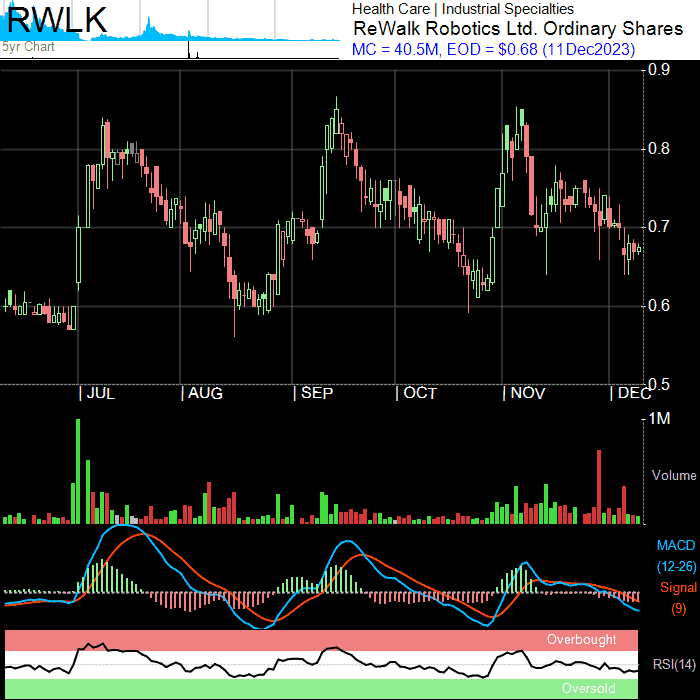 RWLK
5yr Chart
Health Care | Industrial Specialties
ReWalk Robotics Ltd. Ordinary Shares
MC = 40.5M, EOD = $0.68 (11Dec2023)
0.9
0.8
0.7
0.6
0.5
| JUL | AUG | SEP | OCT | NOV | DEC
1M
Volume
MACD
(12-26)
Signal
(9)
Overbought
RSI(14)
Oversold